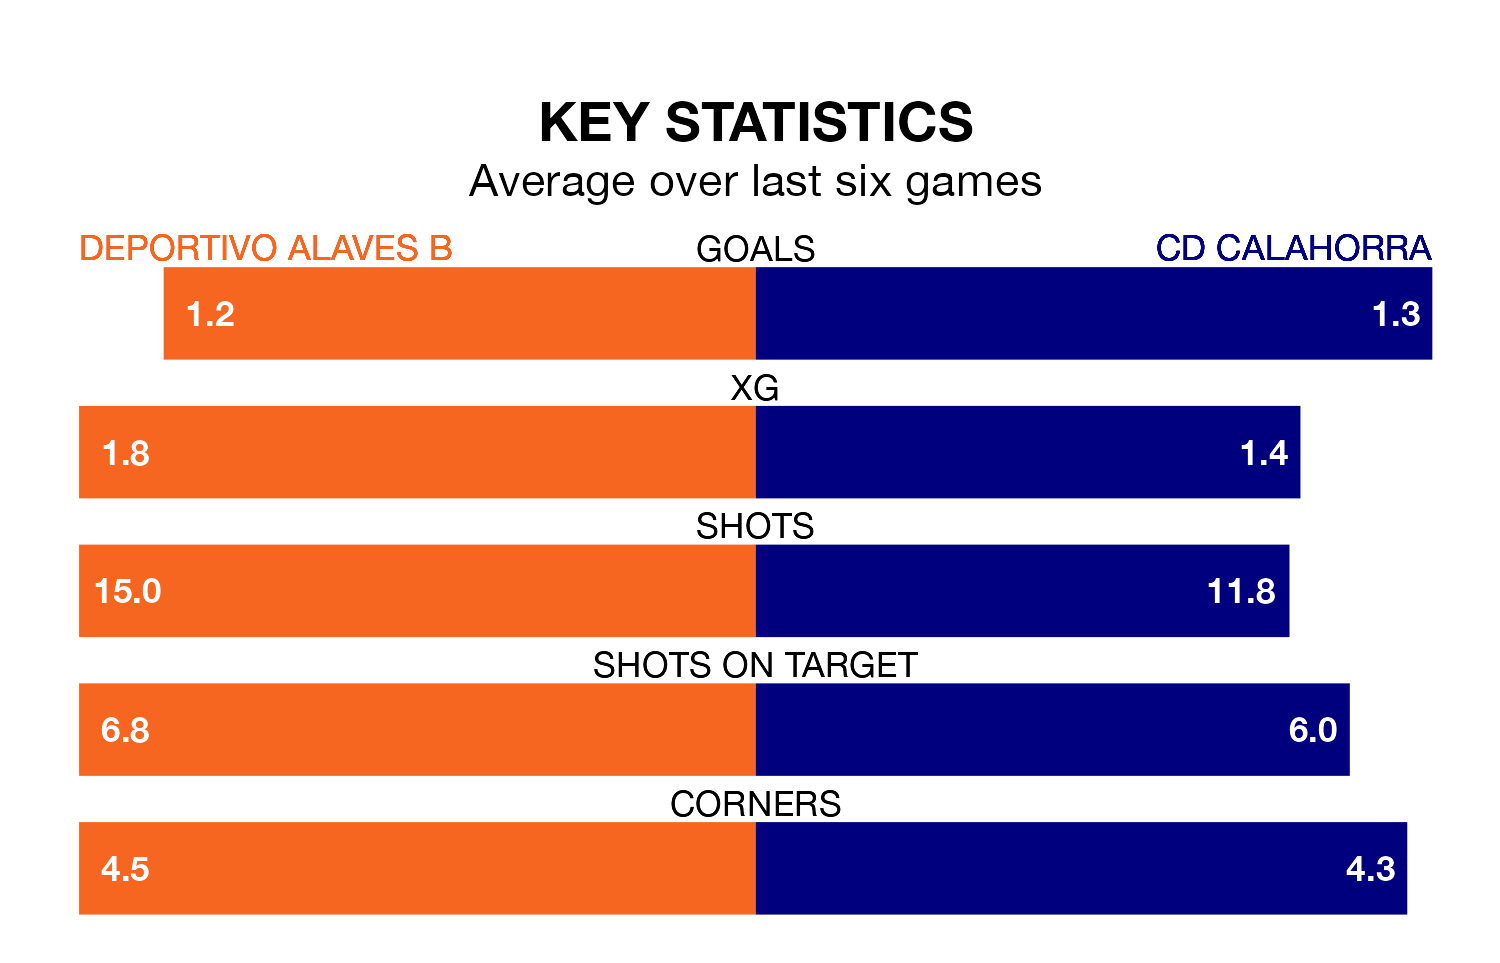 KEY STATISTICS
Average over last six games
DEPORTIVO ALAVES B GOALS CD CALAHORRA
1.2 1.3
XG
1.8 1.4
SHOTS
15.0 11.8
SHOTS ON TARGET
6.8 6.0
CORNERS
4.5 4.3